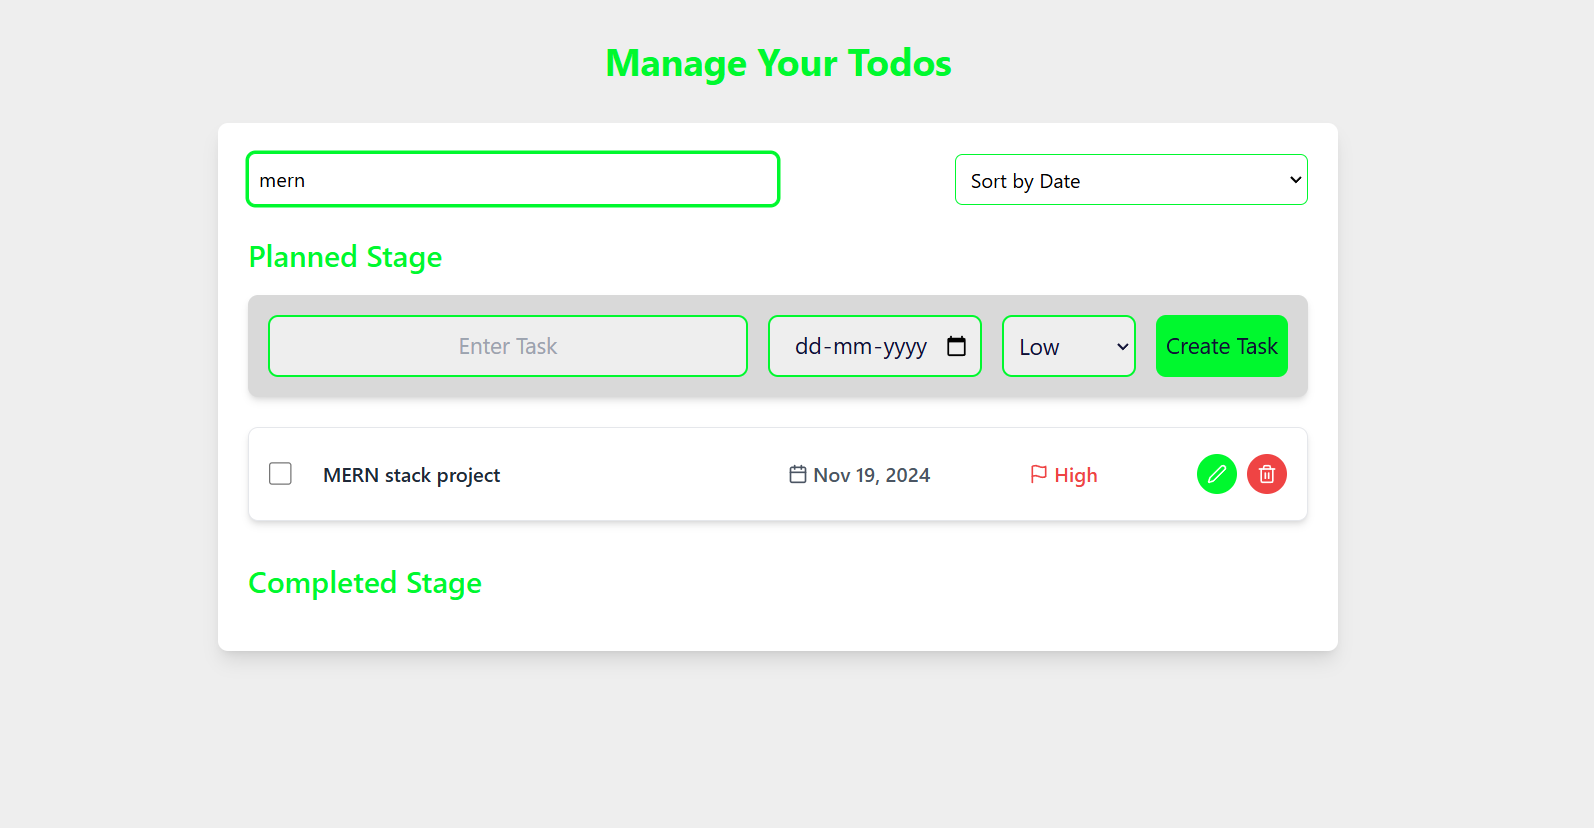 Manage Your Todos
mern
Sort by Date
Planned Stage
Enter Task
dd-mm-yyyy
Low
Create Task
MERN stack project
Nov 19, 2024
High
Completed Stage